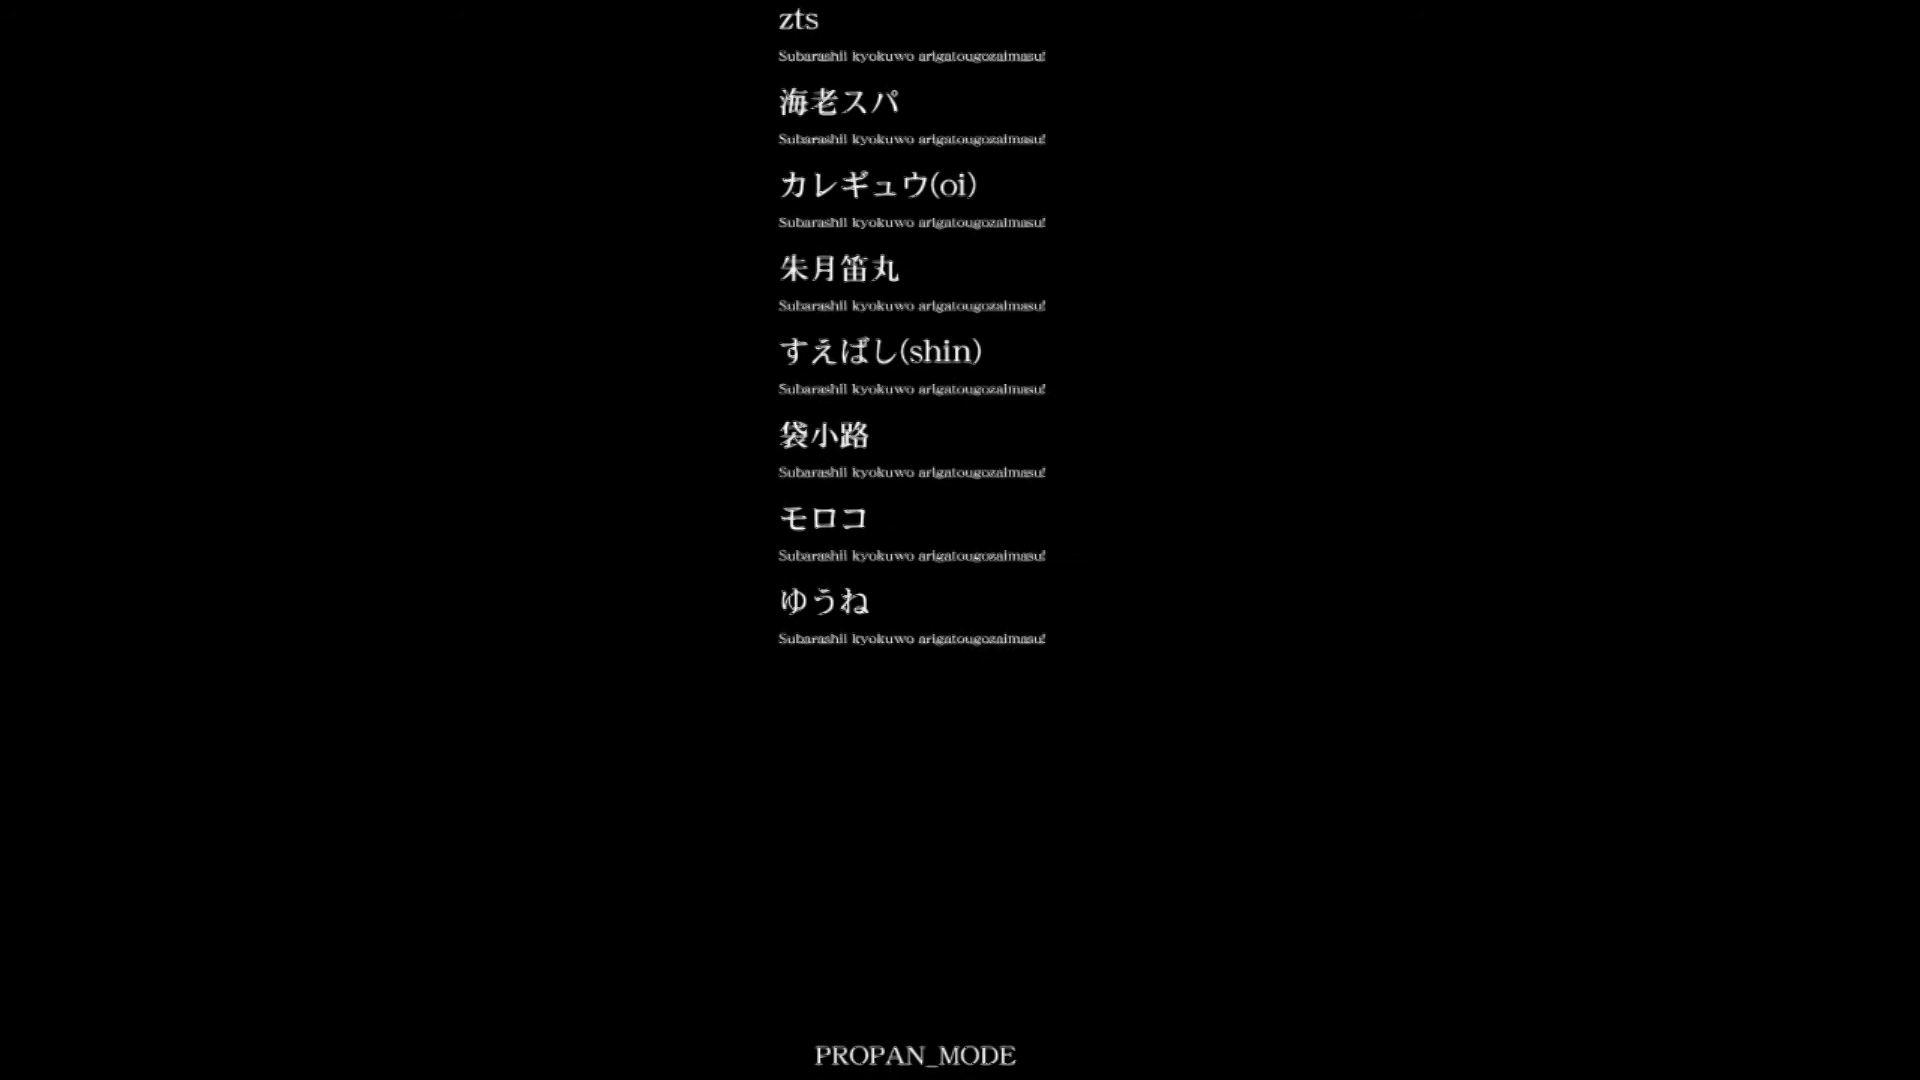 zts
Subarashii kyokuwo arigatougozaimasu!
海老スパ
Subarashii kyokuwo arigatougozaimasu!
カレギュウ(oi)
Subarashii kyokuwo arigatougozaimasu!
朱月笛丸
Subarashii kyokuwo arigatougozaimasu!
すえばし(shin)
Subarashii kyokuwo arigatougozaimasu!
袋小路
Subarashii kyokuwo arigatougozaimasu!
モロコ
Subarashii kyokuwo arigatougozaimasu!
ゆうね
Subarashii kyokuwo arigatougozaimasu!
PROPAN_MODE